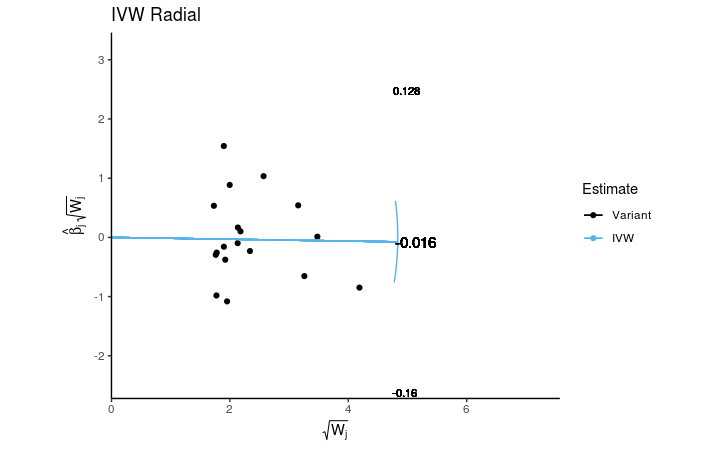 IVW Radial
3
2
1
0
-1
-2
β̂ⱼ√Wⱼ
0.128
-0.016
-0.16
0 2 4 6
√Wⱼ
Estimate
Variant
IVW